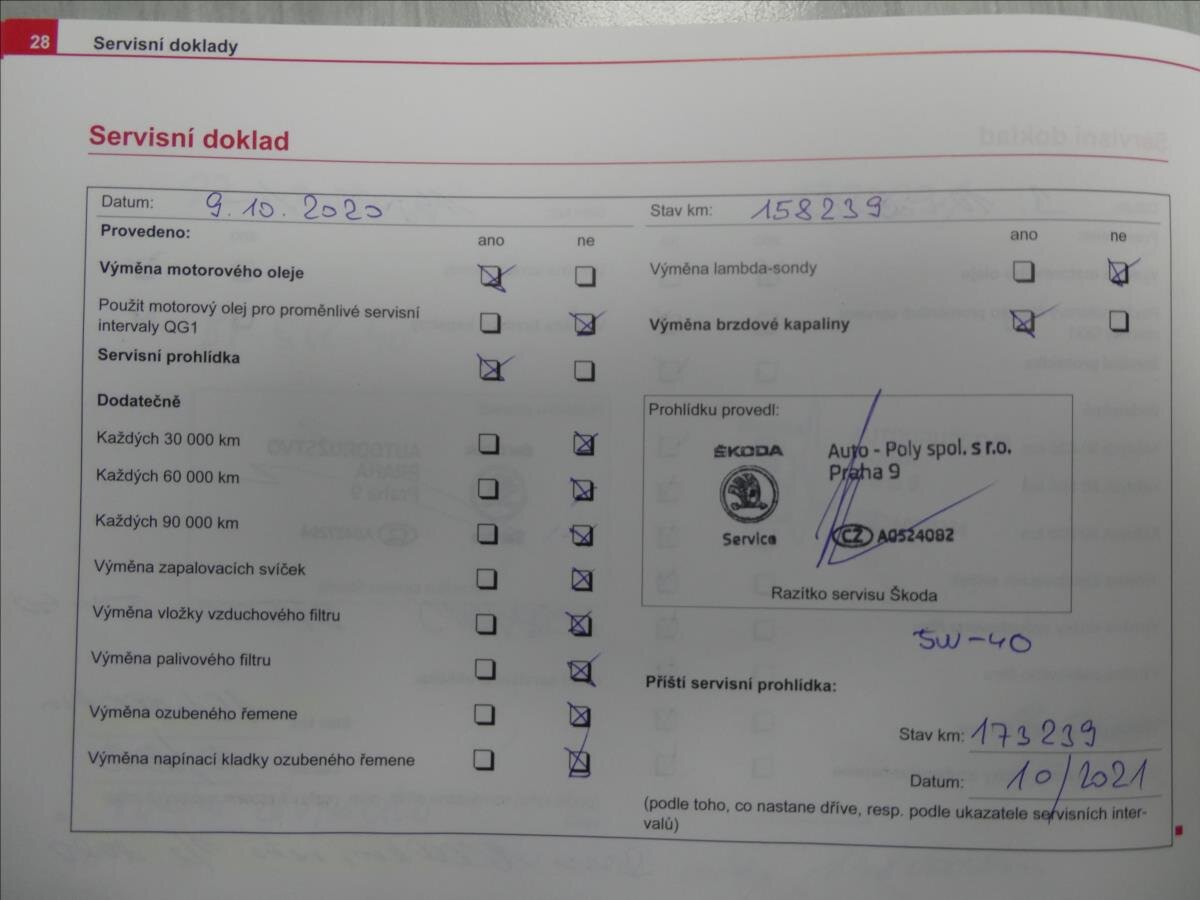 28 Servisní doklady
Servisní doklad
Datum: 9.10.2020
Provedeno:
ano ne
Výměna motorového oleje
Použit motorový olej pro proměnlivé servisní
intervaly QG1
Servisní prohlídka
Dodatečně
Každých 30 000 km
Každých 60 000 km
Každých 90 000 km
Výměna zapalovacích svíček
Výměna vložky vzduchového filtru
Výměna palivového filtru
Výměna ozubeného řemene
Výměna napínací kladky ozubeného řemene
Stav km: 158239
ano ne
Výměna lambda-sondy
Výměna brzdové kapaliny
Prohlídku provedl:
ŠKODA
Service
Auto - Poly spol. s r.o.
Praha 9
CZ A0524082
Razítko servisu Škoda
5W-40
Příští servisní prohlídka:
Stav km: 173239
Datum: 10/2021
(podle toho, co nastane dříve, resp. podle ukazatele servisních inter-
valů)